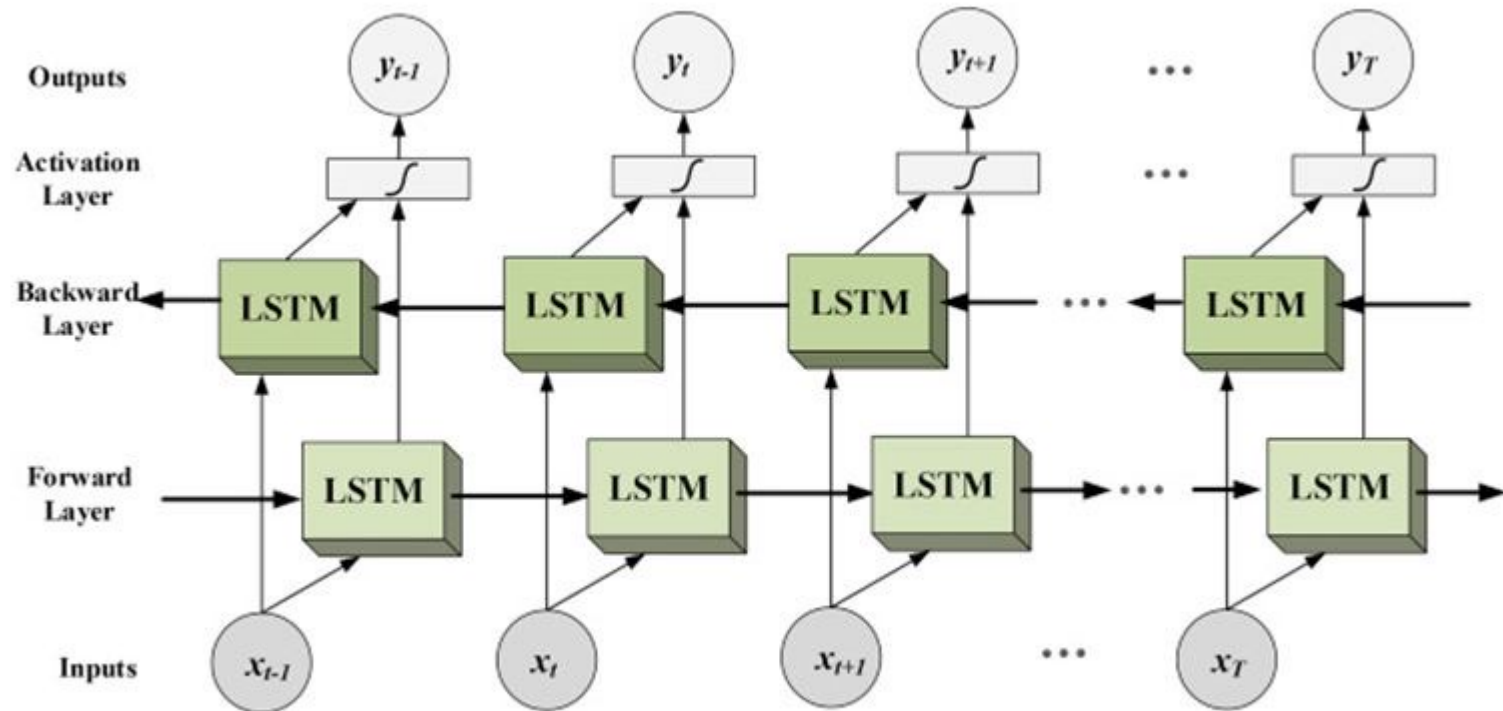 Outputs
y_{t-1} y_t y_{t+1} ... y_T
Activation
Layer
∫ ∫ ∫ ... ∫
Backward
Layer
LSTM LSTM LSTM ... LSTM
Forward
Layer
LSTM LSTM LSTM ... LSTM
Inputs
x_{t-1} x_t x_{t+1} ... x_T